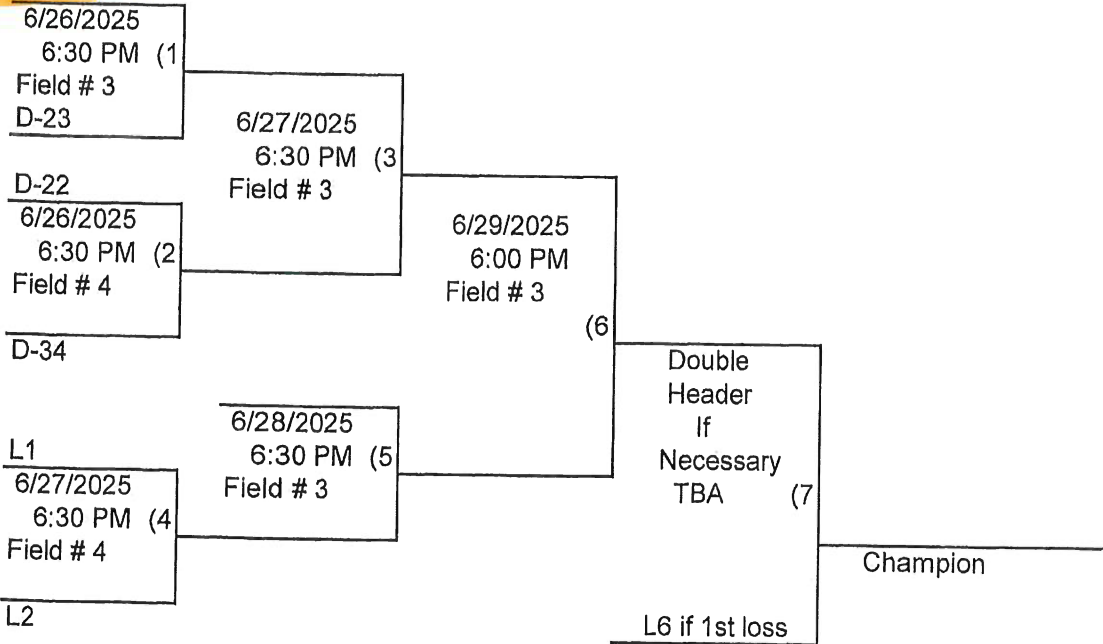 6/26/2025
6:30 PM (1
Field # 3
D-23
6/27/2025
6:30 PM (3
Field # 3
D-22
6/26/2025
6:30 PM (2
Field # 4
D-34
6/29/2025
6:00 PM
Field # 3
(6
Double
Header
If
Necessary
TBA (7
6/28/2025
6:30 PM (5
Field # 3
L1
6/27/2025
6:30 PM (4
Field # 4
L2
Champion
L6 if 1st loss